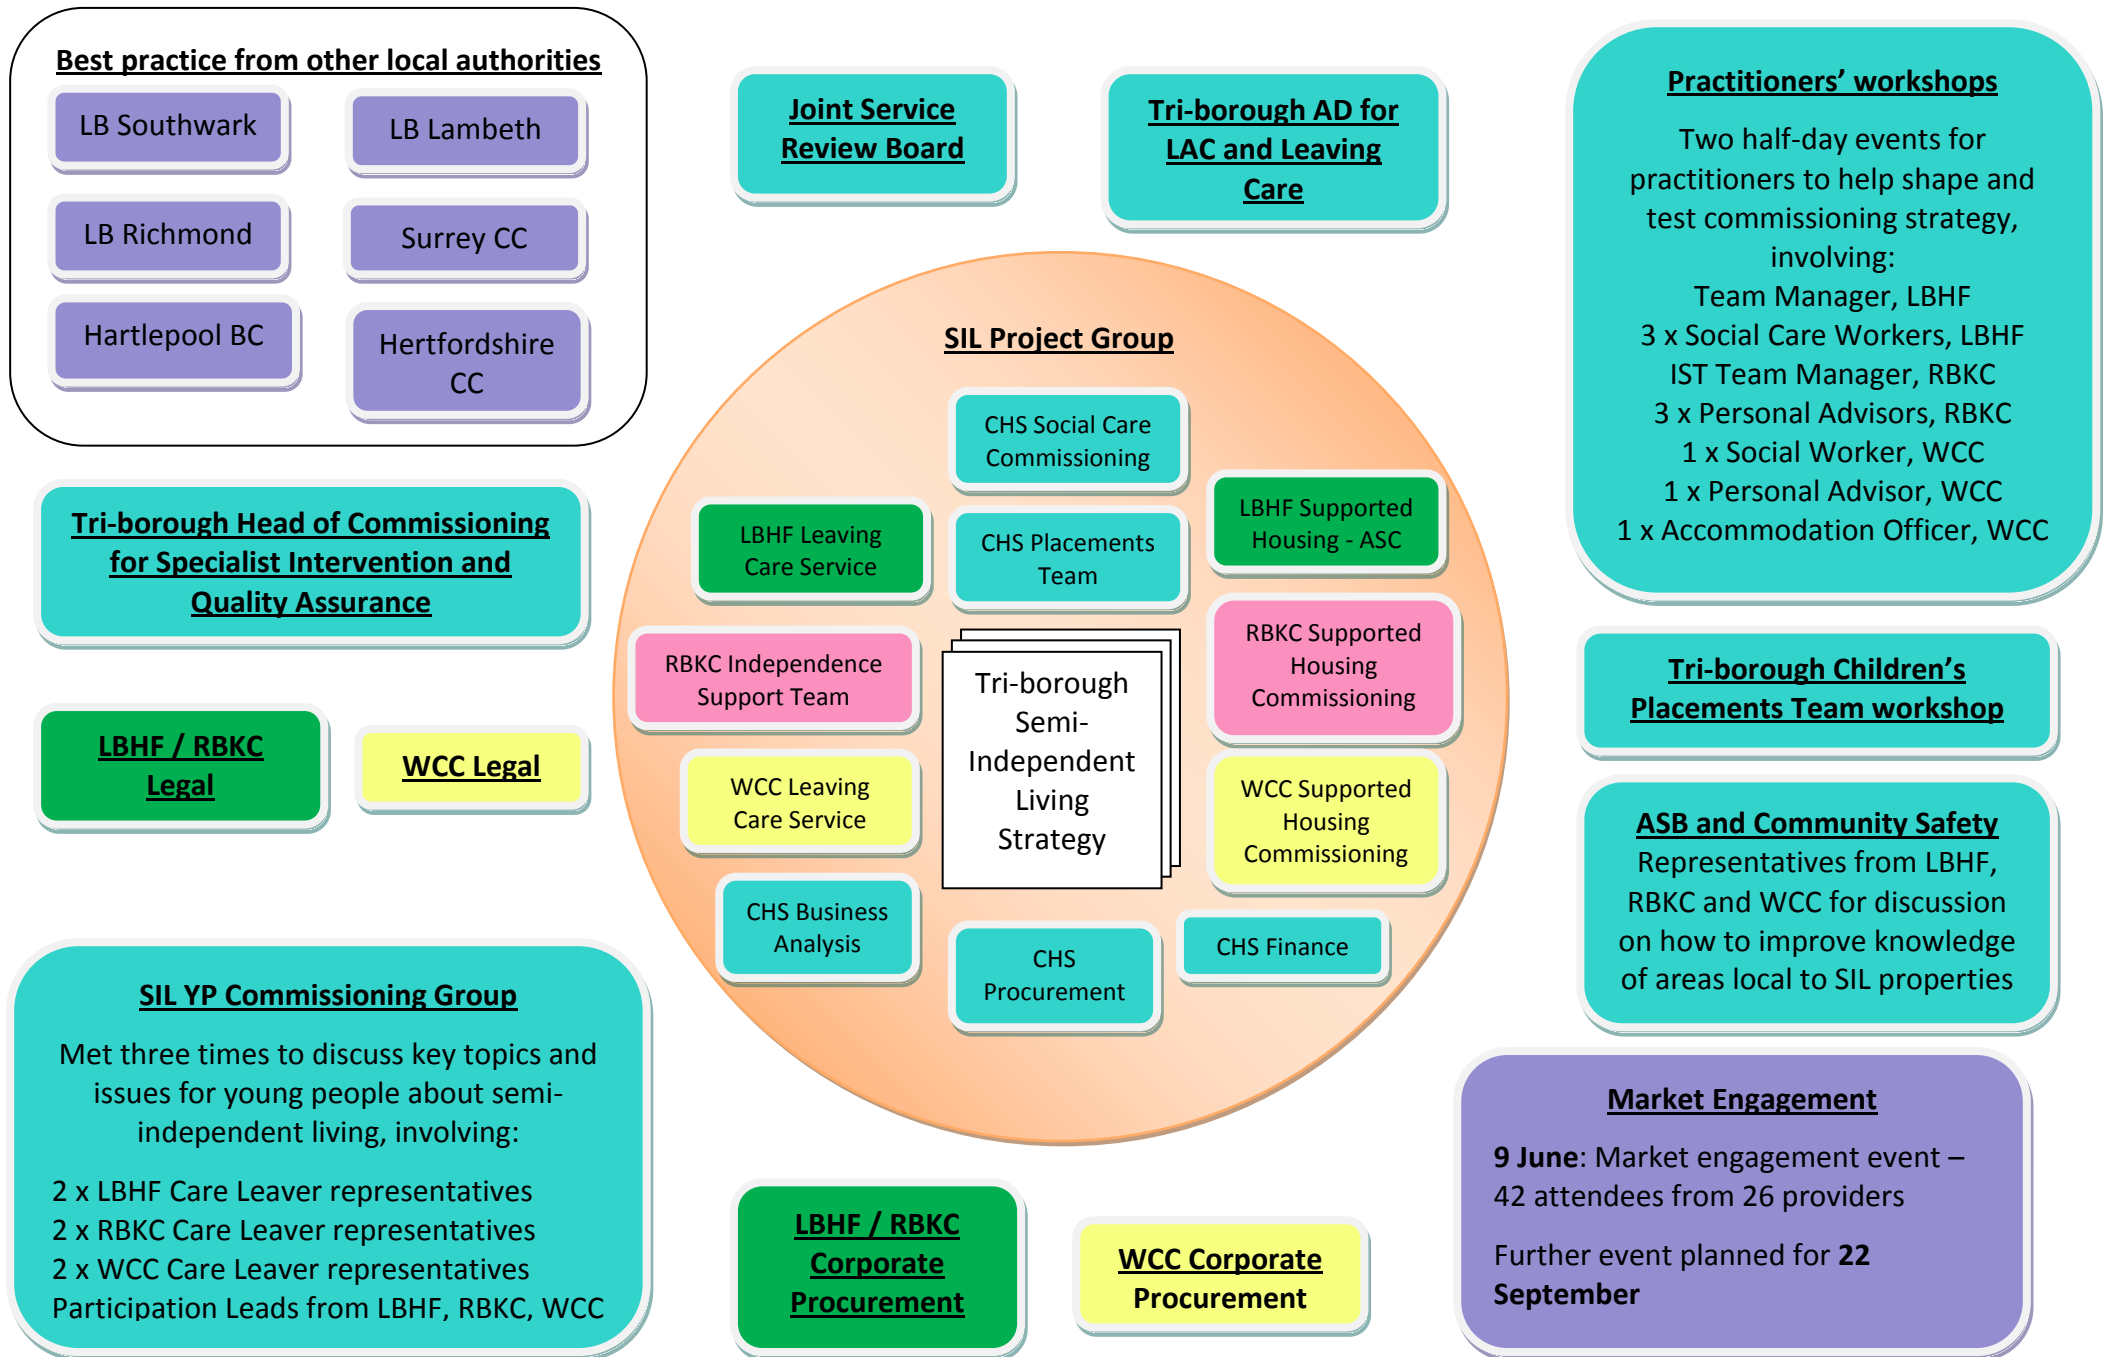 Best practice from other local authorities
LB Southwark
LB Lambeth
LB Richmond
Surrey CC
Hartlepool BC
Hertfordshire
CC
Joint Service
Review Board
Tri-borough AD for
LAC and Leaving
Care
Practitioners’ workshops
Two half-day events for
practitioners to help shape and
test commissioning strategy,
involving:
Team Manager, LBHF
3 x Social Care Workers, LBHF
IST Team Manager, RBKC
3 x Personal Advisors, RBKC
1 x Social Worker, WCC
1 x Personal Advisor, WCC
1 x Accommodation Officer, WCC
Tri-borough Head of Commissioning
for Specialist Intervention and
Quality Assurance
LBHF / RBKC
Legal
WCC Legal
SIL Project Group
CHS Social Care
Commissioning
LBHF Leaving
Care Service
CHS Placements
Team
LBHF Supported
Housing - ASC
RBKC Independence
Support Team
RBKC Supported
Housing
Commissioning
Tri-borough
Semi-
Independent
Living
Strategy
WCC Leaving
Care Service
WCC Supported
Housing
Commissioning
CHS Business
Analysis
CHS
Procurement
CHS Finance
Tri-borough Children’s
Placements Team workshop
ASB and Community Safety
Representatives from LBHF,
RBKC and WCC for discussion
on how to improve knowledge
of areas local to SIL properties
SIL YP Commissioning Group
Met three times to discuss key topics and
issues for young people about semi-
independent living, involving:
2 x LBHF Care Leaver representatives
2 x RBKC Care Leaver representatives
2 x WCC Care Leaver representatives
Participation Leads from LBHF, RBKC, WCC
LBHF / RBKC
Corporate
Procurement
WCC Corporate
Procurement
Market Engagement
9 June: Market engagement event –
42 attendees from 26 providers
Further event planned for 22
September